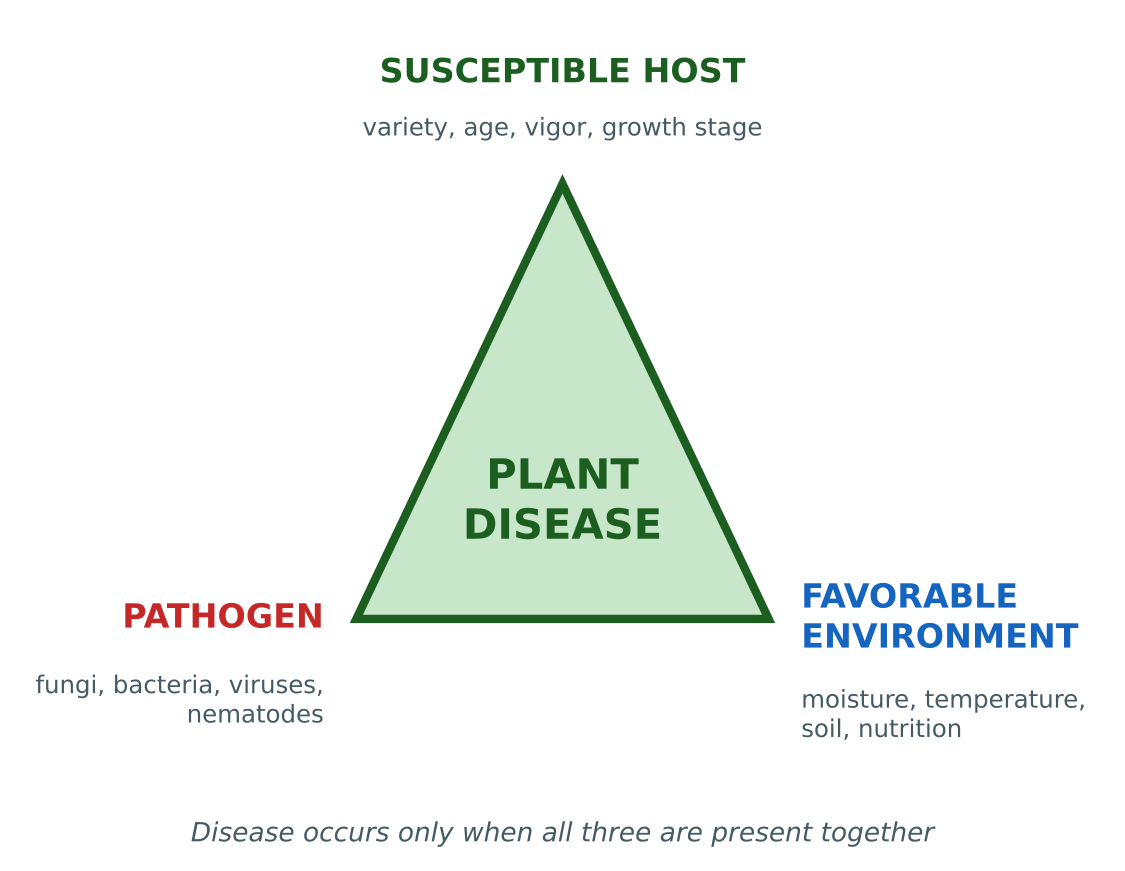 SUSCEPTIBLE HOST
variety, age, vigor, growth stage
PLANT
DISEASE
PATHOGEN
fungi, bacteria, viruses,
nematodes
FAVORABLE
ENVIRONMENT
moisture, temperature,
soil, nutrition
Disease occurs only when all three are present together